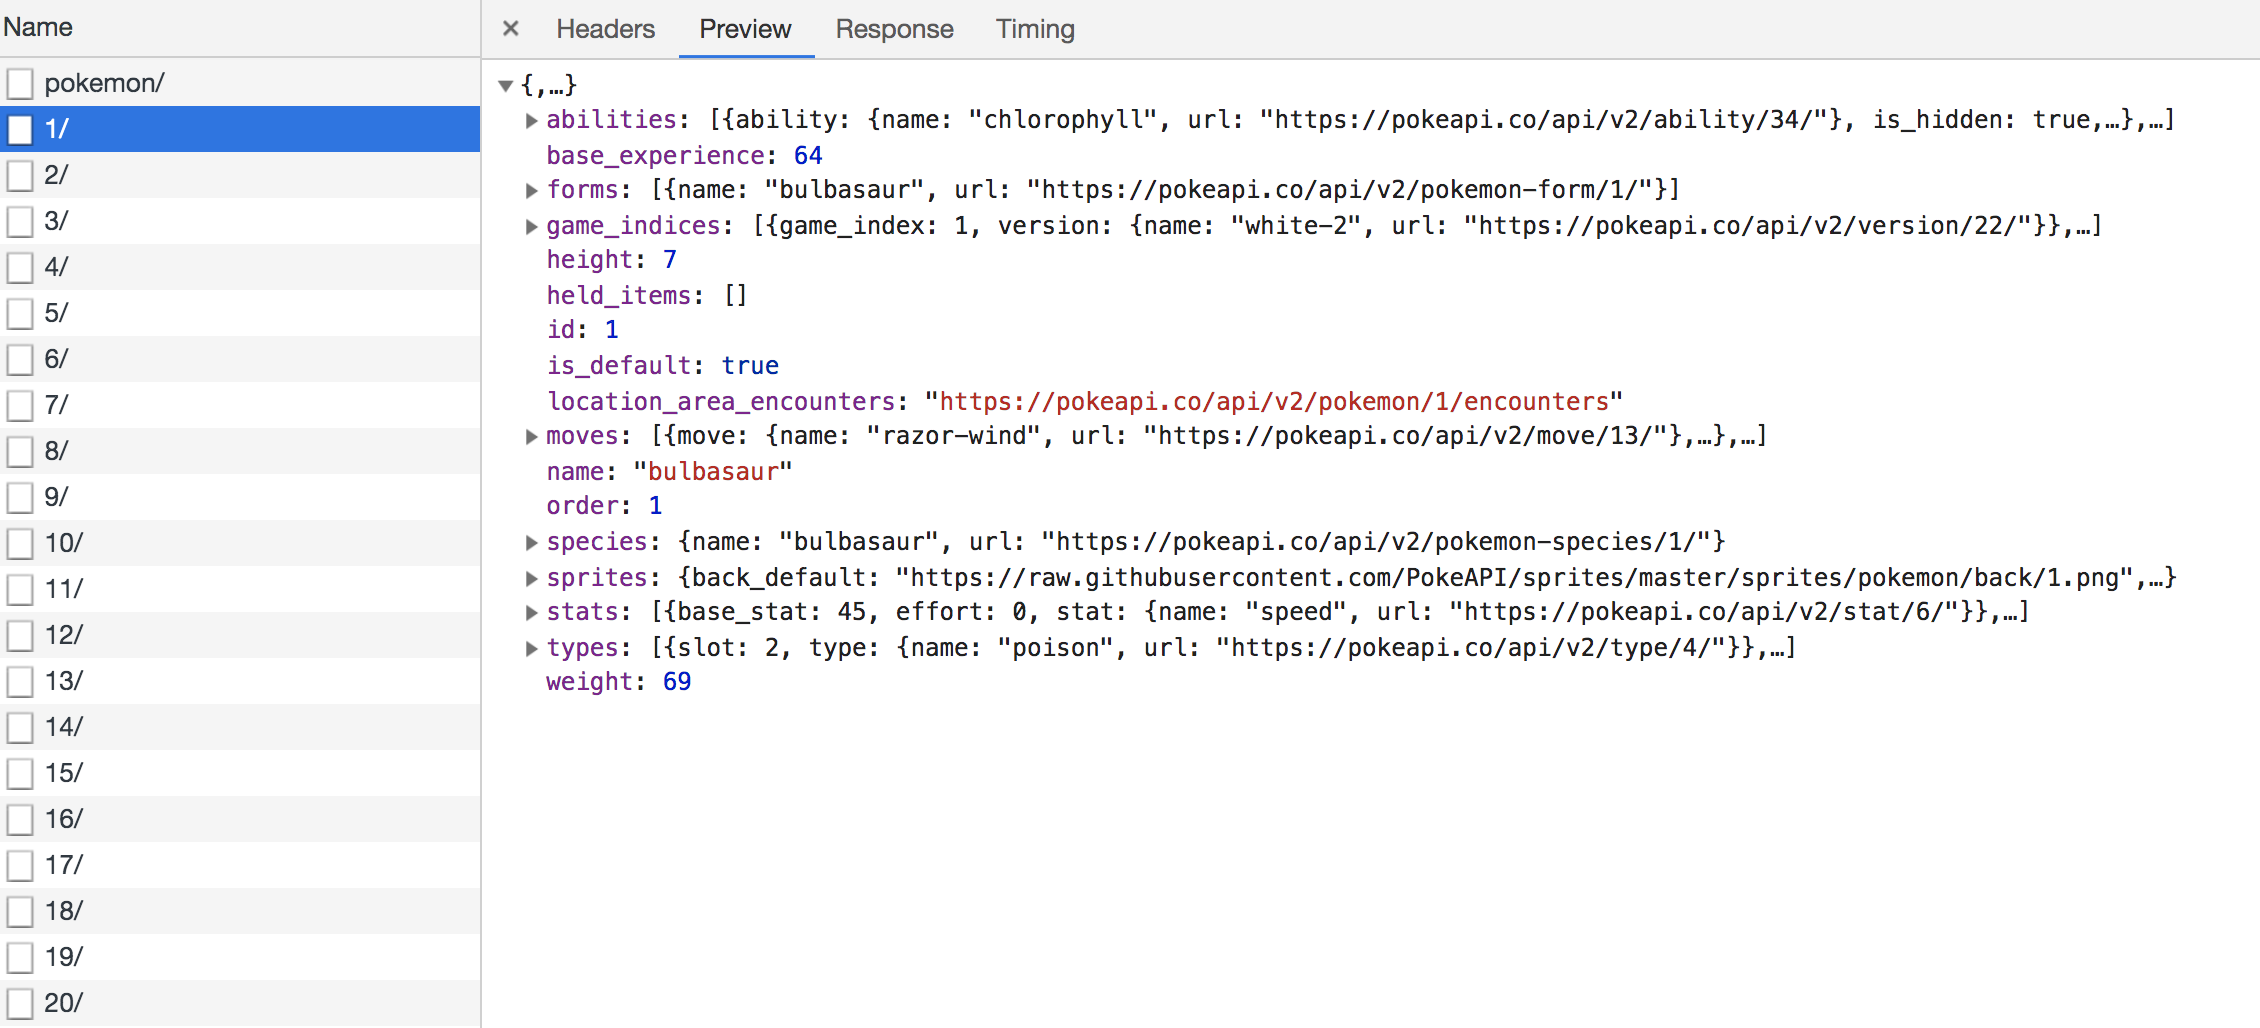 Name
pokemon/
1/
2/
3/
4/
5/
6/
7/
8/
9/
10/
11/
12/
13/
14/
15/
16/
17/
18/
19/
20/
× Headers Preview Response Timing
▼{,…}
▶abilities: [{ability: {name: "chlorophyll", url: "https://pokeapi.co/api/v2/ability/34/"}, is_hidden: true,…},…]
base_experience: 64
▶forms: [{name: "bulbasaur", url: "https://pokeapi.co/api/v2/pokemon-form/1/"}]
▶game_indices: [{game_index: 1, version: {name: "white-2", url: "https://pokeapi.co/api/v2/version/22/"}},…]
height: 7
held_items: []
id: 1
is_default: true
location_area_encounters: "https://pokeapi.co/api/v2/pokemon/1/encounters"
▶moves: [{move: {name: "razor-wind", url: "https://pokeapi.co/api/v2/move/13/"},…},…]
name: "bulbasaur"
order: 1
▶species: {name: "bulbasaur", url: "https://pokeapi.co/api/v2/pokemon-species/1/"}
▶sprites: {back_default: "https://raw.githubusercontent.com/PokeAPI/sprites/master/sprites/pokemon/back/1.png",…}
▶stats: [{base_stat: 45, effort: 0, stat: {name: "speed", url: "https://pokeapi.co/api/v2/stat/6/"}},…]
▶types: [{slot: 2, type: {name: "poison", url: "https://pokeapi.co/api/v2/type/4/"}},…]
weight: 69